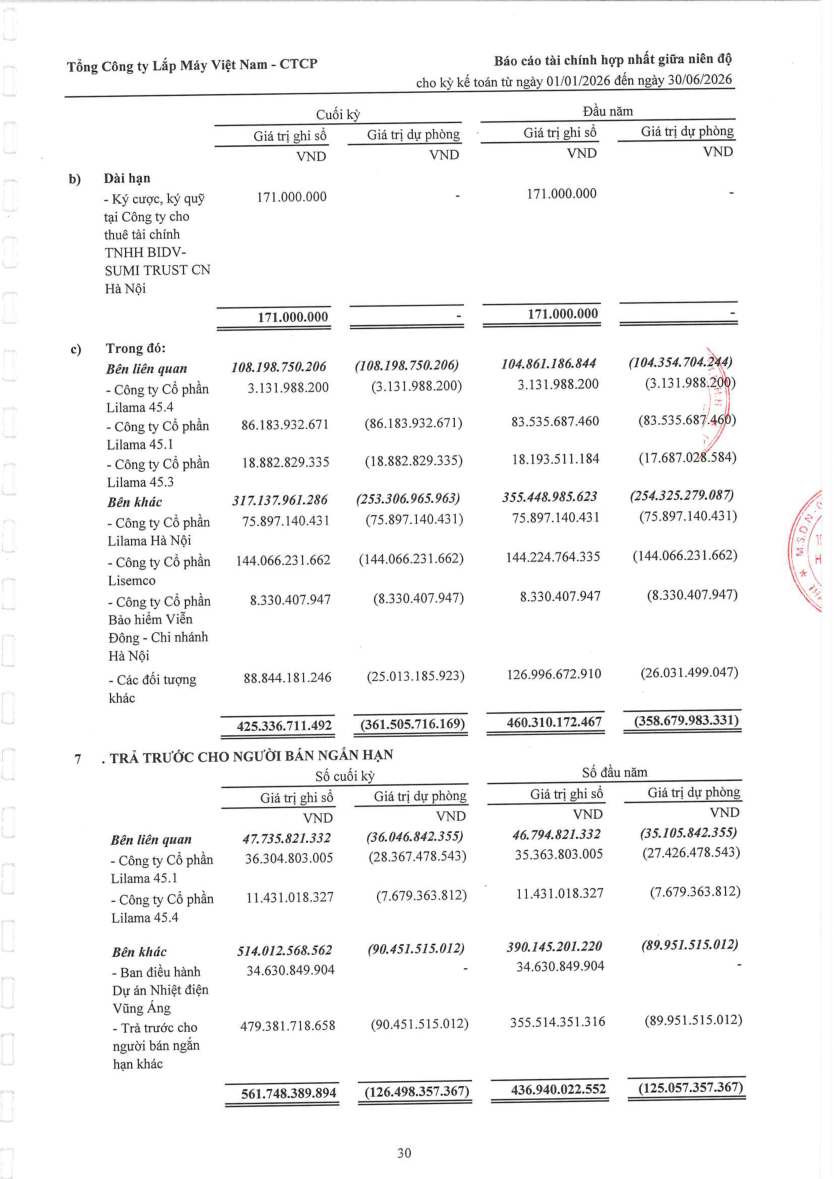 Tổng Công ty Lắp Máy Việt Nam - CTCP
Báo cáo tài chính hợp nhất giữa niên độ
cho kỳ kế toán từ ngày 01/01/2026 đến ngày 30/06/2026
Cuối kỳ Đầu năm
Giá trị ghi sổ Giá trị dự phòng Giá trị ghi sổ Giá trị dự phòng
VND VND VND VND
b) Dài hạn
- Ký cược, ký quỹ 171.000.000 - 171.000.000 -
tại Công ty cho
thuê tài chính
TNHH BIDV-
SUMI TRUST CN
Hà Nội
171.000.000 - 171.000.000 -
c) Trong đó:
Bên liên quan 108.198.750.206 (108.198.750.206) 104.861.186.844 (104.354.704.244)
- Công ty Cổ phần 3.131.988.200 (3.131.988.200) 3.131.988.200 (3.131.988.200)
Lilama 45.4
- Công ty Cổ phần 86.183.932.671 (86.183.932.671) 83.535.687.460 (83.535.687.460)
Lilama 45.1
- Công ty Cổ phần 18.882.829.335 (18.882.829.335) 18.193.511.184 (17.687.028.584)
Lilama 45.3
Bên khác 317.137.961.286 (253.306.965.963) 355.448.985.623 (254.325.279.087)
- Công ty Cổ phần 75.897.140.431 (75.897.140.431) 75.897.140.431 (75.897.140.431)
Lilama Hà Nội
- Công ty Cổ phần 144.066.231.662 (144.066.231.662) 144.224.764.335 (144.066.231.662)
Lisemco
- Công ty Cổ phần 8.330.407.947 (8.330.407.947) 8.330.407.947 (8.330.407.947)
Bảo hiểm Viễn
Đông - Chi nhánh
Hà Nội
- Các đối tượng 88.844.181.246 (25.013.185.923) 126.996.672.910 (26.031.499.047)
khác
425.336.711.492 (361.505.716.169) 460.310.172.467 (358.679.983.331)
7 . TRẢ TRƯỚC CHO NGƯỜI BÁN NGẮN HẠN
Số cuối kỳ Số đầu năm
Giá trị ghi sổ Giá trị dự phòng Giá trị ghi sổ Giá trị dự phòng
VND VND VND VND
Bên liên quan 47.735.821.332 (36.046.842.355) 46.794.821.332 (35.105.842.355)
- Công ty Cổ phần 36.304.803.005 (28.367.478.543) 35.363.803.005 (27.426.478.543)
Lilama 45.1
- Công ty Cổ phần 11.431.018.327 (7.679.363.812) 11.431.018.327 (7.679.363.812)
Lilama 45.4
Bên khác 514.012.568.562 (90.451.515.012) 390.145.201.220 (89.951.515.012)
- Ban điều hành 34.630.849.904 - 34.630.849.904 -
Dự án Nhiệt điện
Vũng Áng
- Trả trước cho 479.381.718.658 (90.451.515.012) 355.514.351.316 (89.951.515.012)
người bán ngắn
hạn khác
561.748.389.894 (126.498.357.367) 436.940.022.552 (125.057.357.367)
30
M.S.D.N